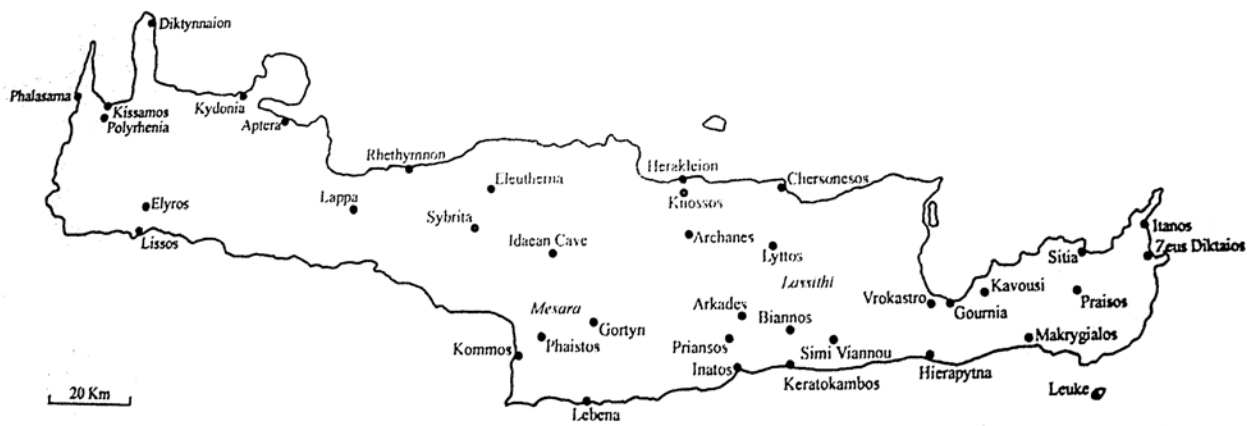 Diktynnaion
Phalasarna
Kissamos
Polyrhenia
Kydonia
Aptera
Rhethymnon
Herakleion
Chersonesos
Eleutherna
Knossos
Lappa
Elyros
Sybrita
Lissos
Idaean Cave
Archanes
Lyttos
Itanos
Zeus Diktaios
Sitia
Lassithi
Kavousi
Praisos
Vrokastro
Gournia
Mesara
Arkades
Biannos
Gortyn
Phaistos
Kommos
Priansos
Simi Viannou
Makrygialos
Inatos
Keratokambos
Hierapytna
Leuke
20 Km
Lebena